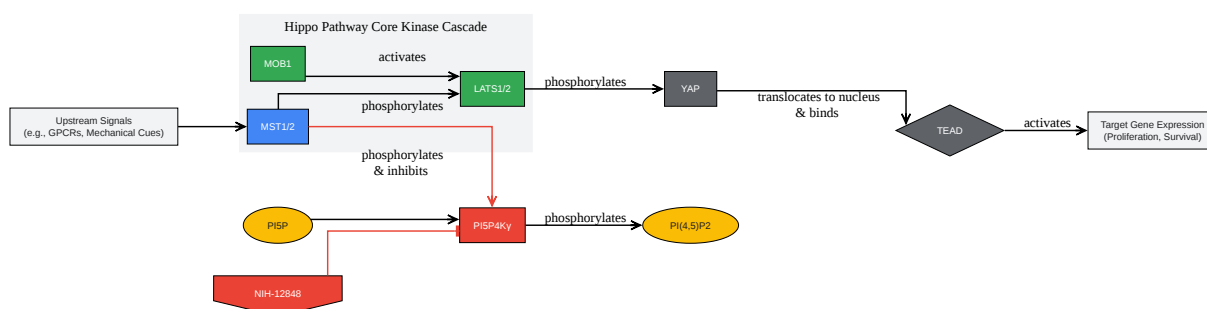 Hippo Pathway Core Kinase Cascade
MOB1
activates
LATS1/2
phosphorylates
YAP
phosphorylates
translocates to nucleus
& binds
Upstream Signals
(e.g., GPCRs, Mechanical Cues)
MST1/2
TEAD
activates
Target Gene Expression
(Proliferation, Survival)
phosphorylates
& inhibits
PI5P
PI5P4Kγ
phosphorylates
PI(4,5)P2
NIH-12848